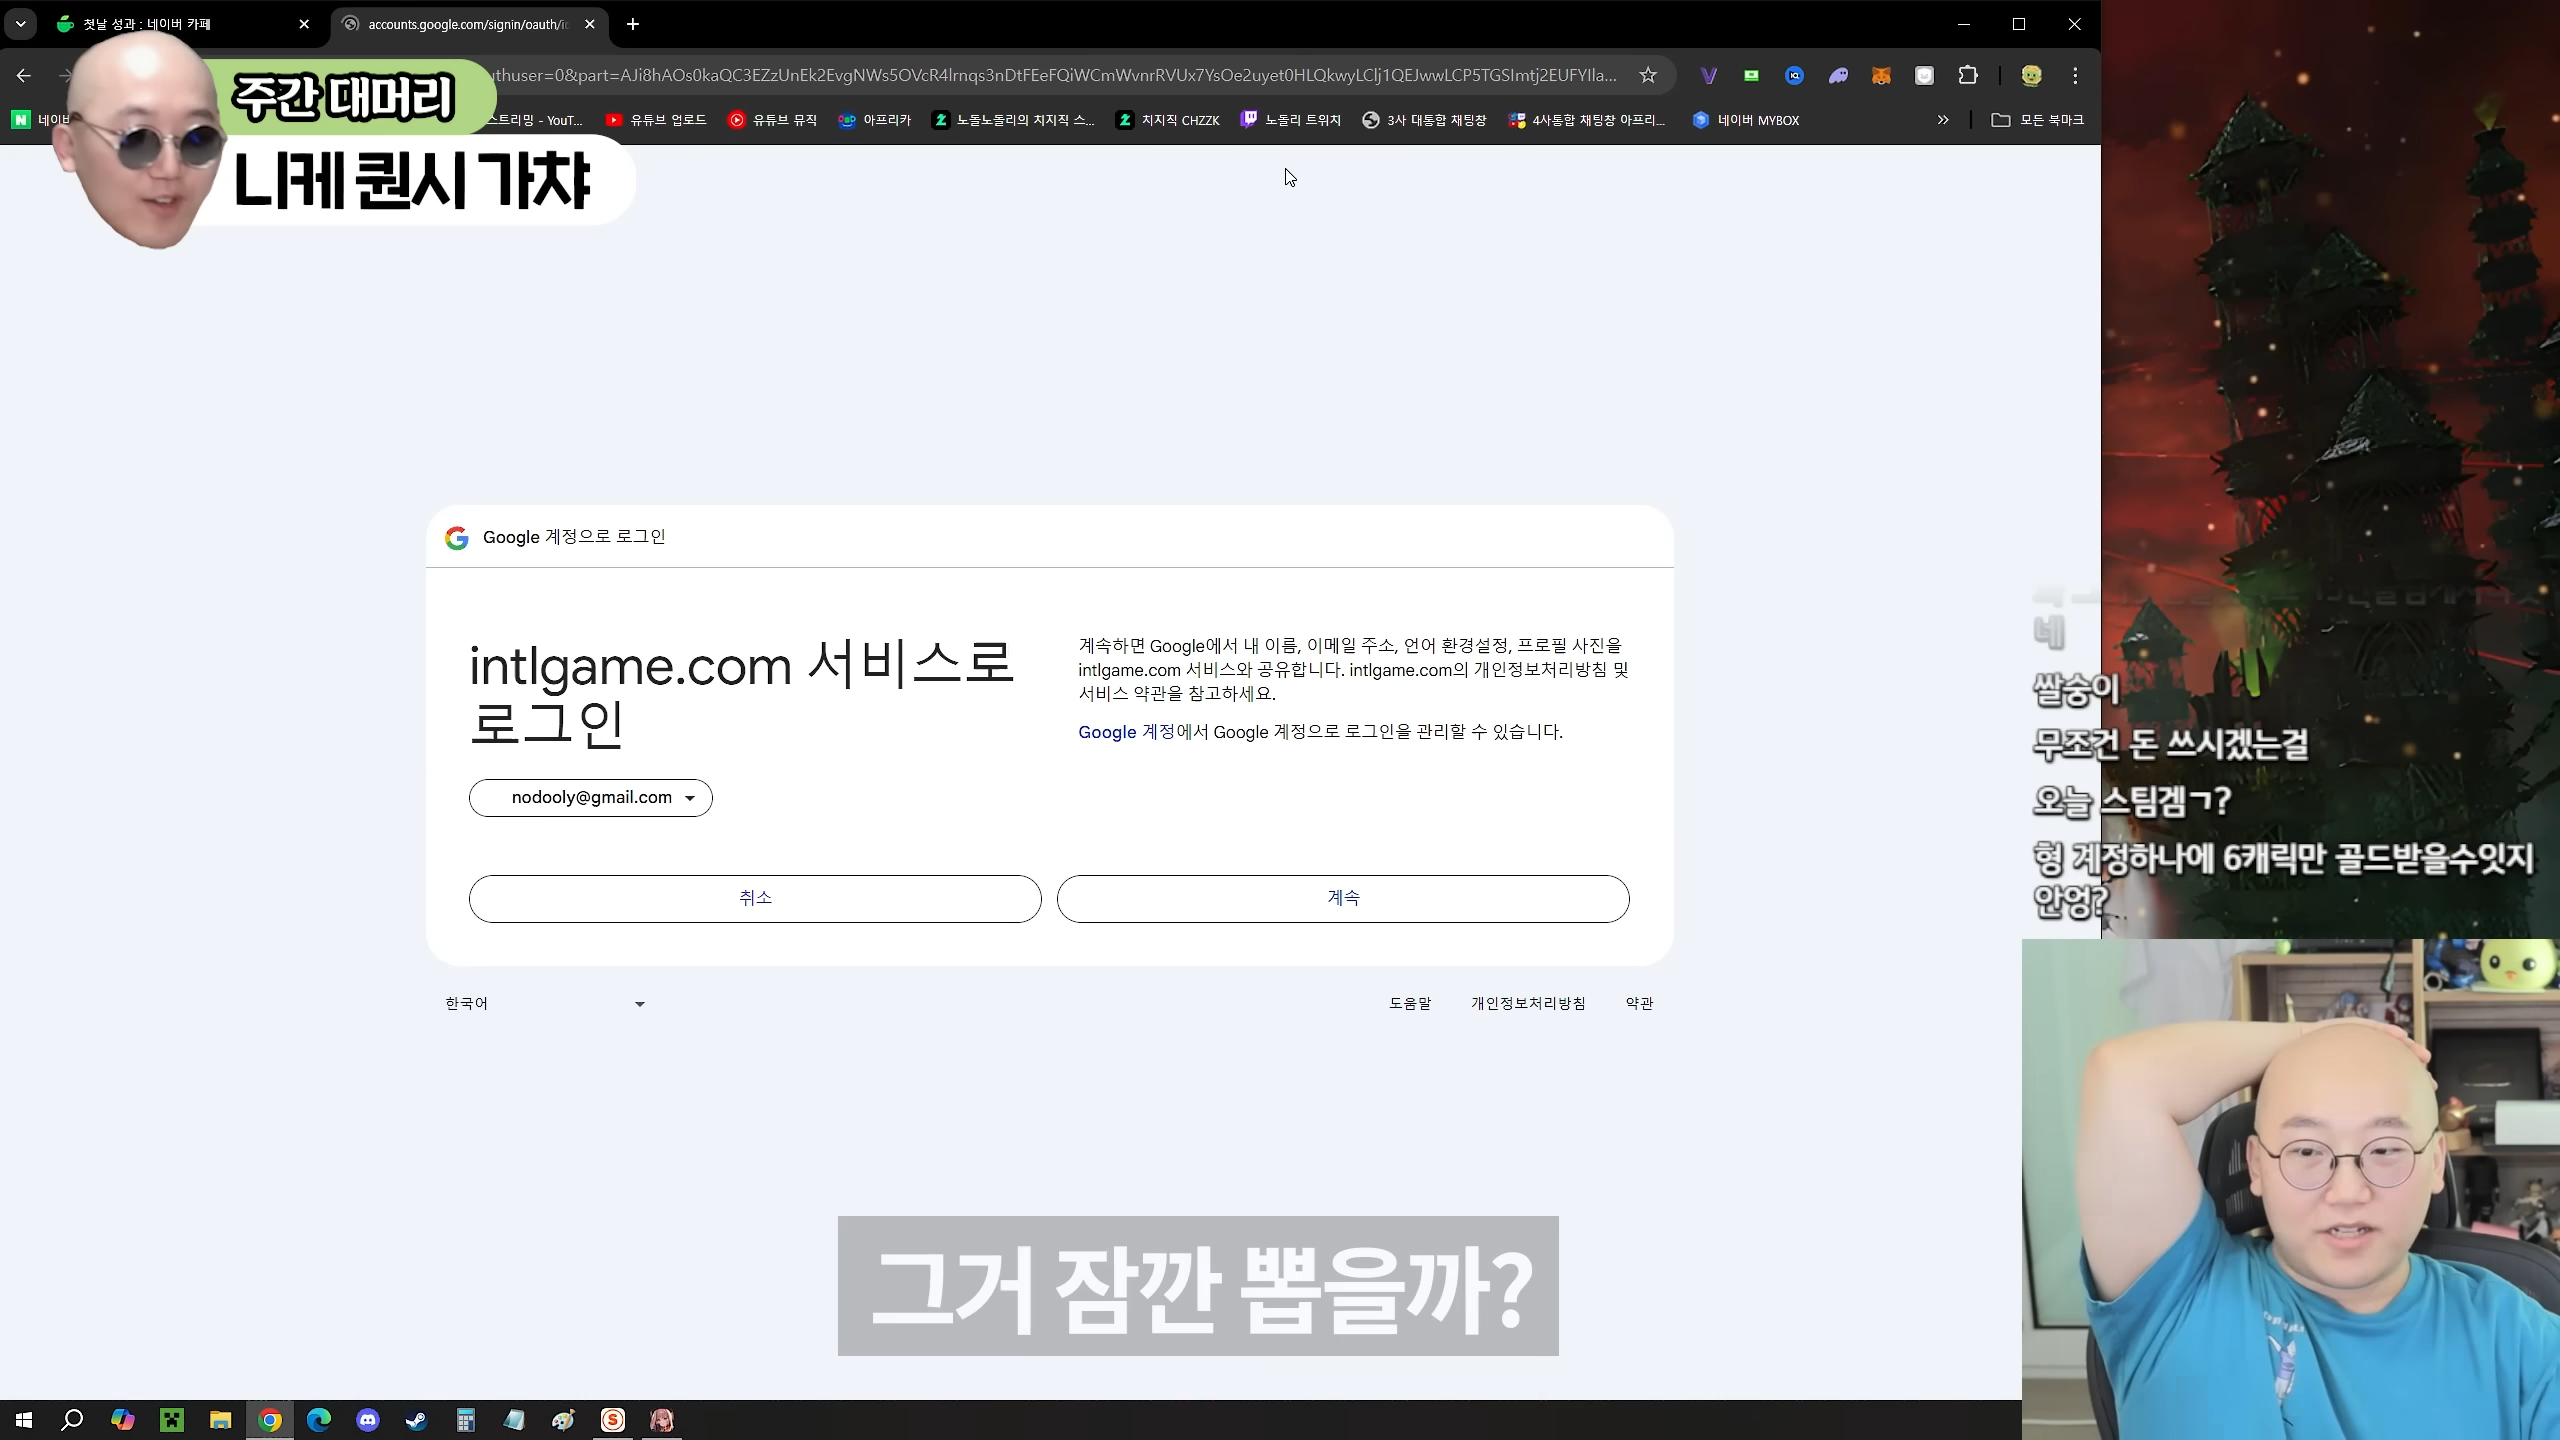 첫날 성과 : 네이버 카페
accounts.google.com/signin/oauth/ic
주간 대머리
니케 퀸시 가챠
스트리밍 - YouT...
유튜브 업로드
유튜브 뮤직
아프리카
노돌노돌리의 치지직 스...
치지직 CHZZK
노돌리 트위치
3사 대통합 채팅창
4사통합 채팅창 아프리...
네이버 MYBOX
모든 북마크
Google 계정으로 로그인
intlgame.com 서비스로
로그인
nodooly@gmail.com
계속하면 Google에서 내 이름, 이메일 주소, 언어 환경설정, 프로필 사진을
intlgame.com 서비스와 공유합니다. intlgame.com의 개인정보처리방침 및
서비스 약관을 참고하세요.
Google 계정에서 Google 계정으로 로그인을 관리할 수 있습니다.
취소
계속
한국어
도움말
개인정보처리방침
약관
네
쌀숭이
무조건 돈 쓰시겠는걸
오늘 스팀겜ㄱ?
형 계정하나에 6캐릭만 골드받을수잇지
안엉?
그거 잠깐 뽑을까?